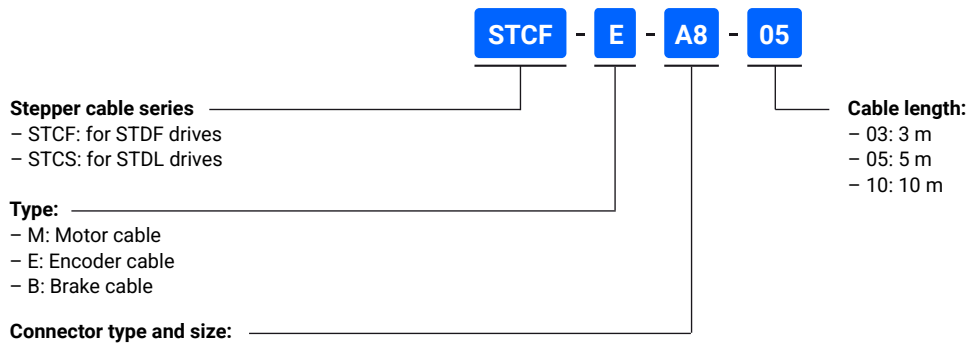 STCF - E - A8 - 05
Stepper cable series
– STCF: for STDF drives
– STCS: for STDL drives
Cable length:
– 03: 3 m
– 05: 5 m
– 10: 10 m
Type:
– M: Motor cable
– E: Encoder cable
– B: Brake cable
Connector type and size: